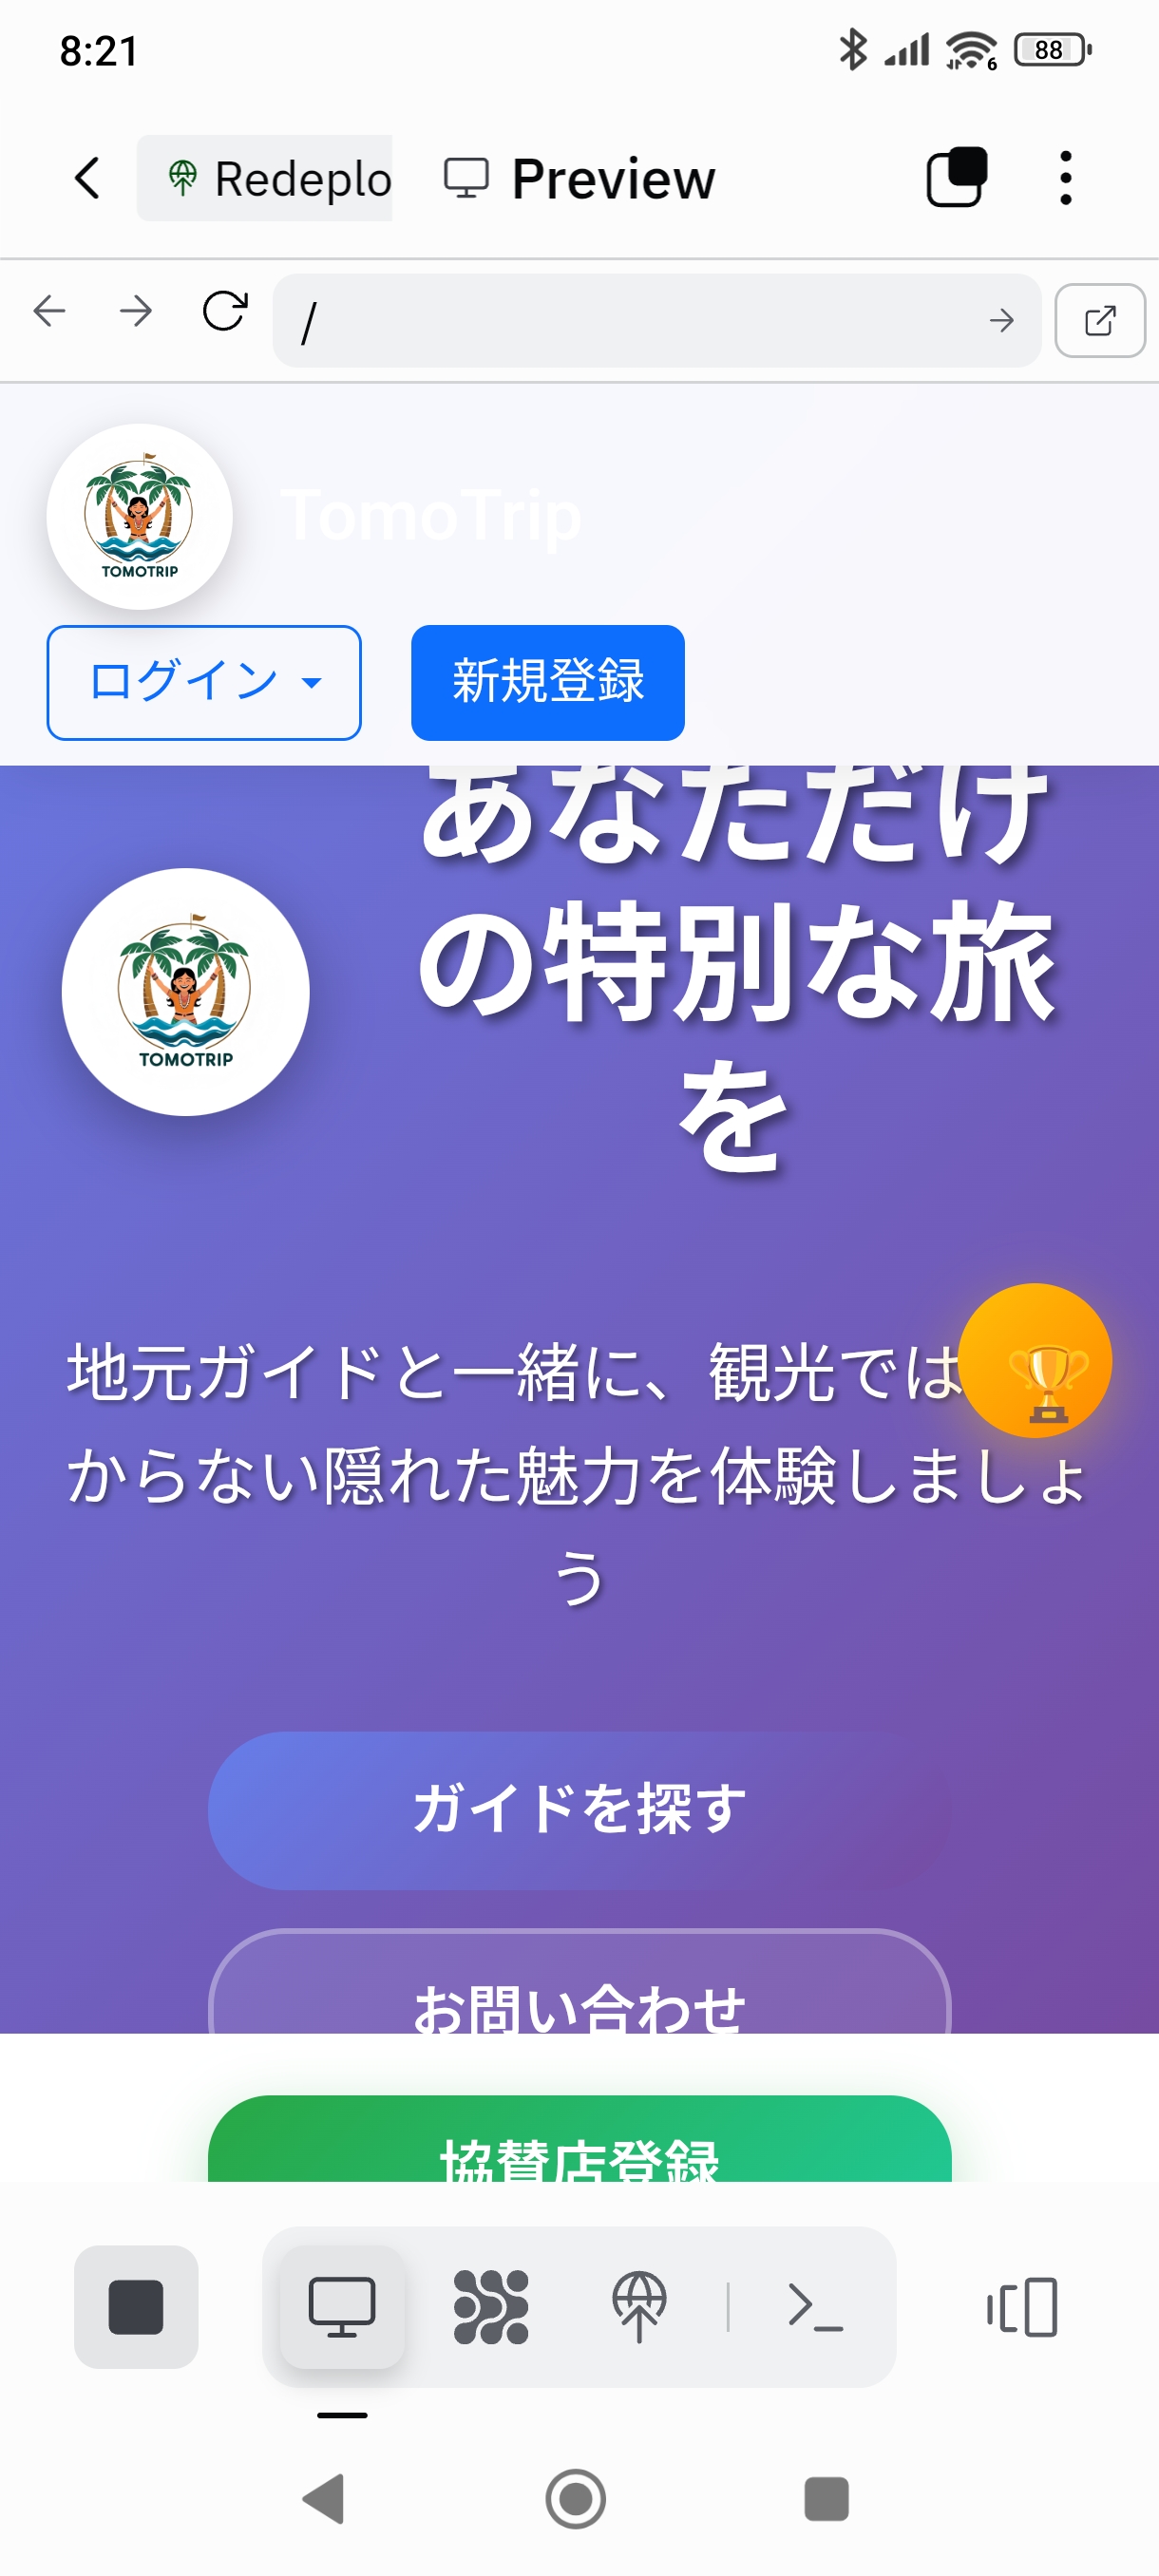 8:21
6
88
Redeplo
Preview
/
TOMOTRIP
TomoTrip
ログイン
新規登録
あなただけ
の特別な旅
を
TOMOTRIP
地元ガイドと一緒に、観光では
からない隠れた魅力を体験しましょ
う
ガイドを探す
お問い合わせ
協賛店登録